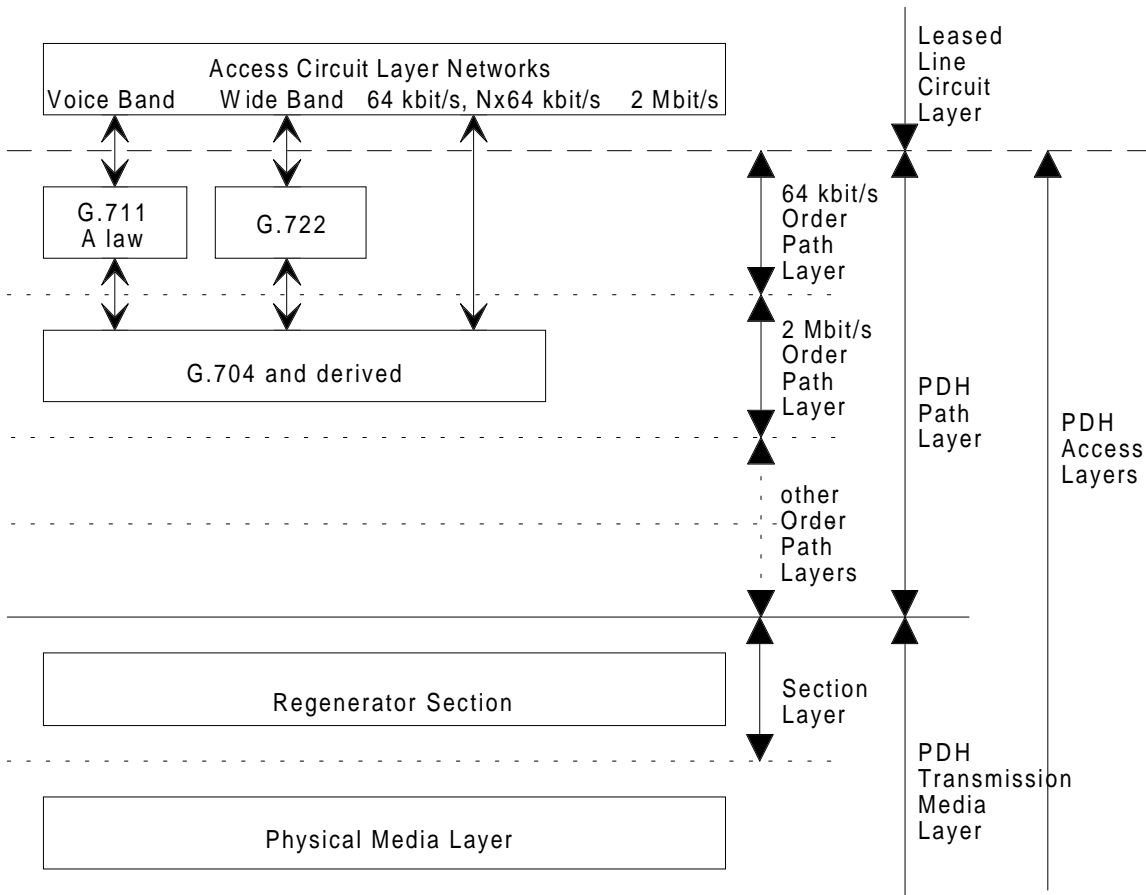 Access Circuit Layer Networks
Voice Band Wide Band 64 kbit/s, Nx64 kbit/s 2 Mbit/s
Leased
Line
Circuit
Layer
G.711
A law
G.722
64 kbit/s
Order
Path
Layer
G.704 and derived
2 Mbit/s
Order
Path
Layer
PDH
Path
Layer
PDH
Access
Layers
other
Order
Path
Layers
Regenerator Section
Section
Layer
PDH
Transmission
Media
Layer
Physical Media Layer